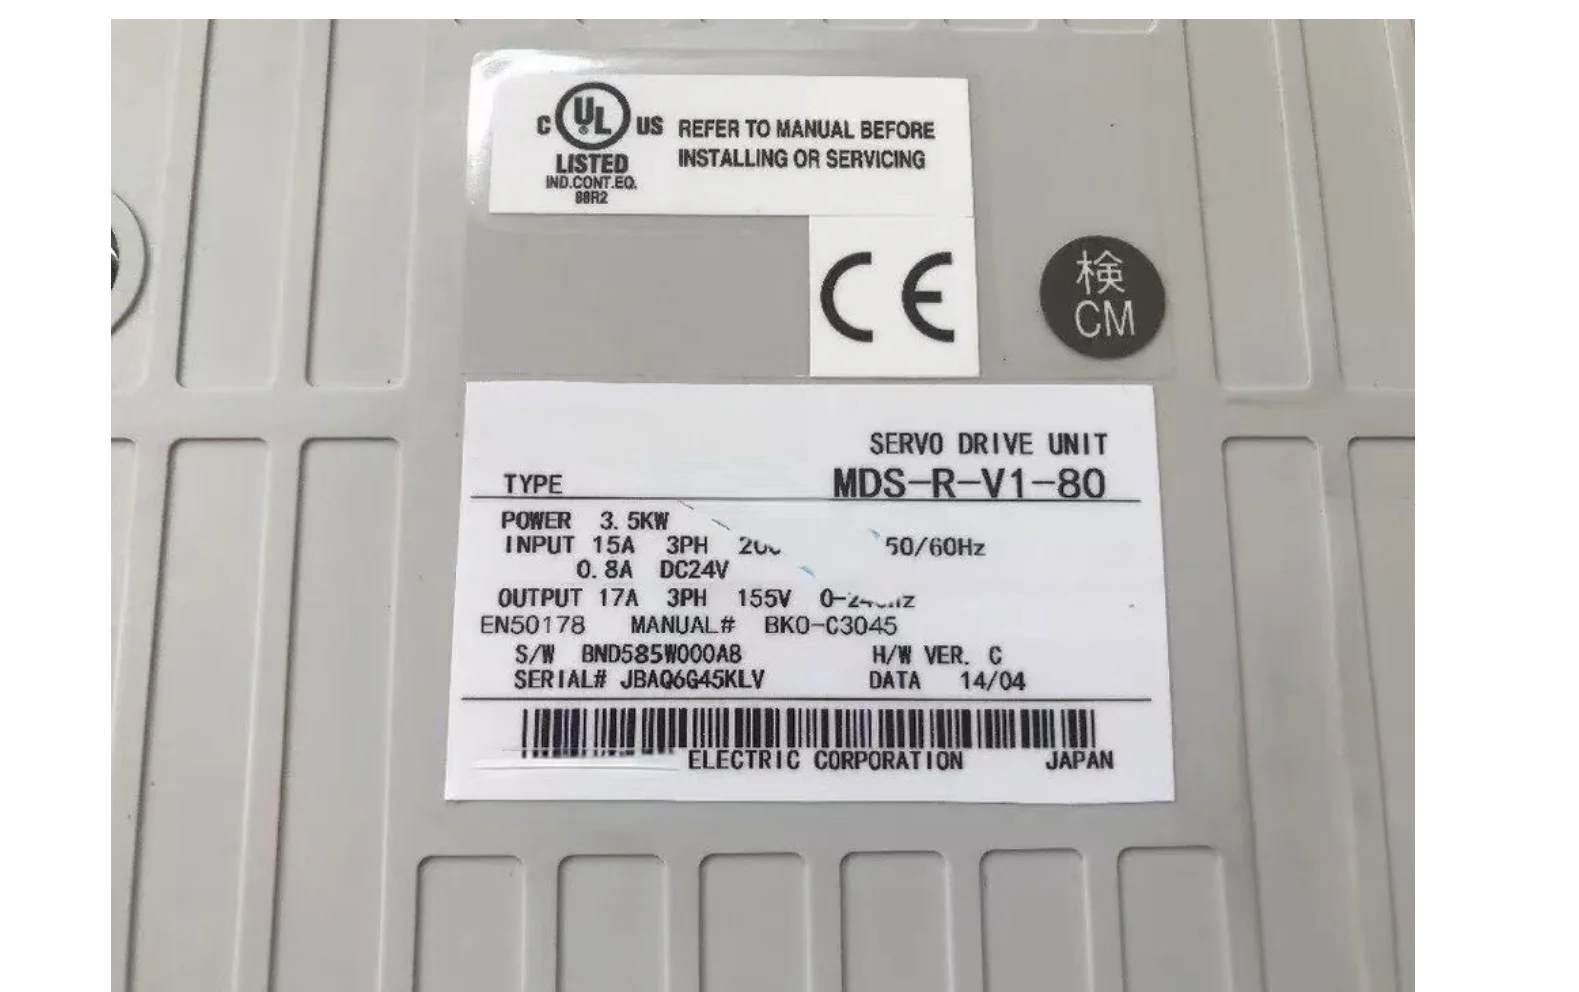 C UL US
LISTED
IND.CONT.EQ.
88R2
REFER TO MANUAL BEFORE
INSTALLING OR SERVICING
CE
検
CM
SERVO DRIVE UNIT
TYPE MDS-R-V1-80
POWER 3.5KW
INPUT 15A 3PH 50/60Hz
0.8A DC24V
OUTPUT 17A 3PH 155V
EN50178 MANUAL# BKO-C3045
S/W BND585W000A8 H/W VER. C
SERIAL# JBAQ6G45KLV DATA 14/04
ELECTRIC CORPORATION JAPAN